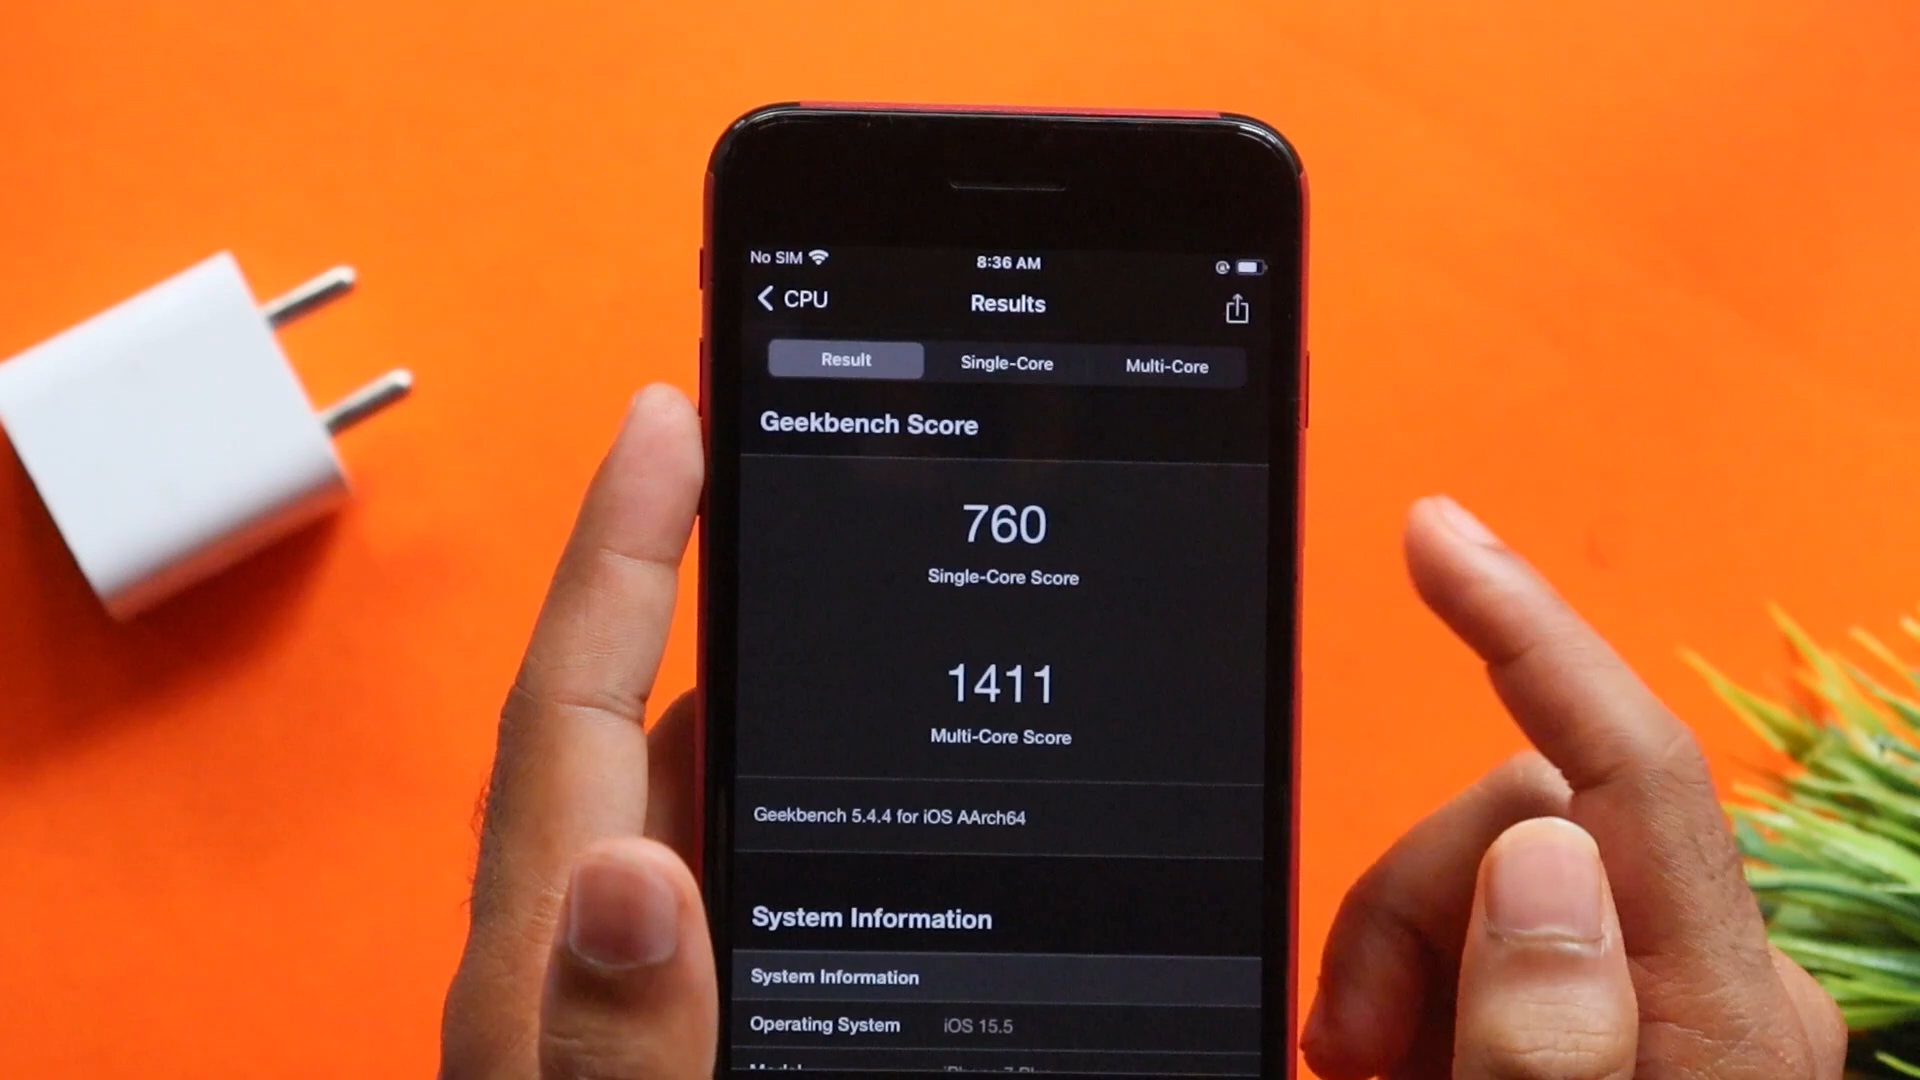 No SIM
8:36 AM
CPU
Results
Result
Single-Core
Multi-Core
Geekbench Score
760
Single-Core Score
1411
Multi-Core Score
Geekbench 5.4.4 for iOS AArch64
System Information
System Information
Operating System iOS 15.5